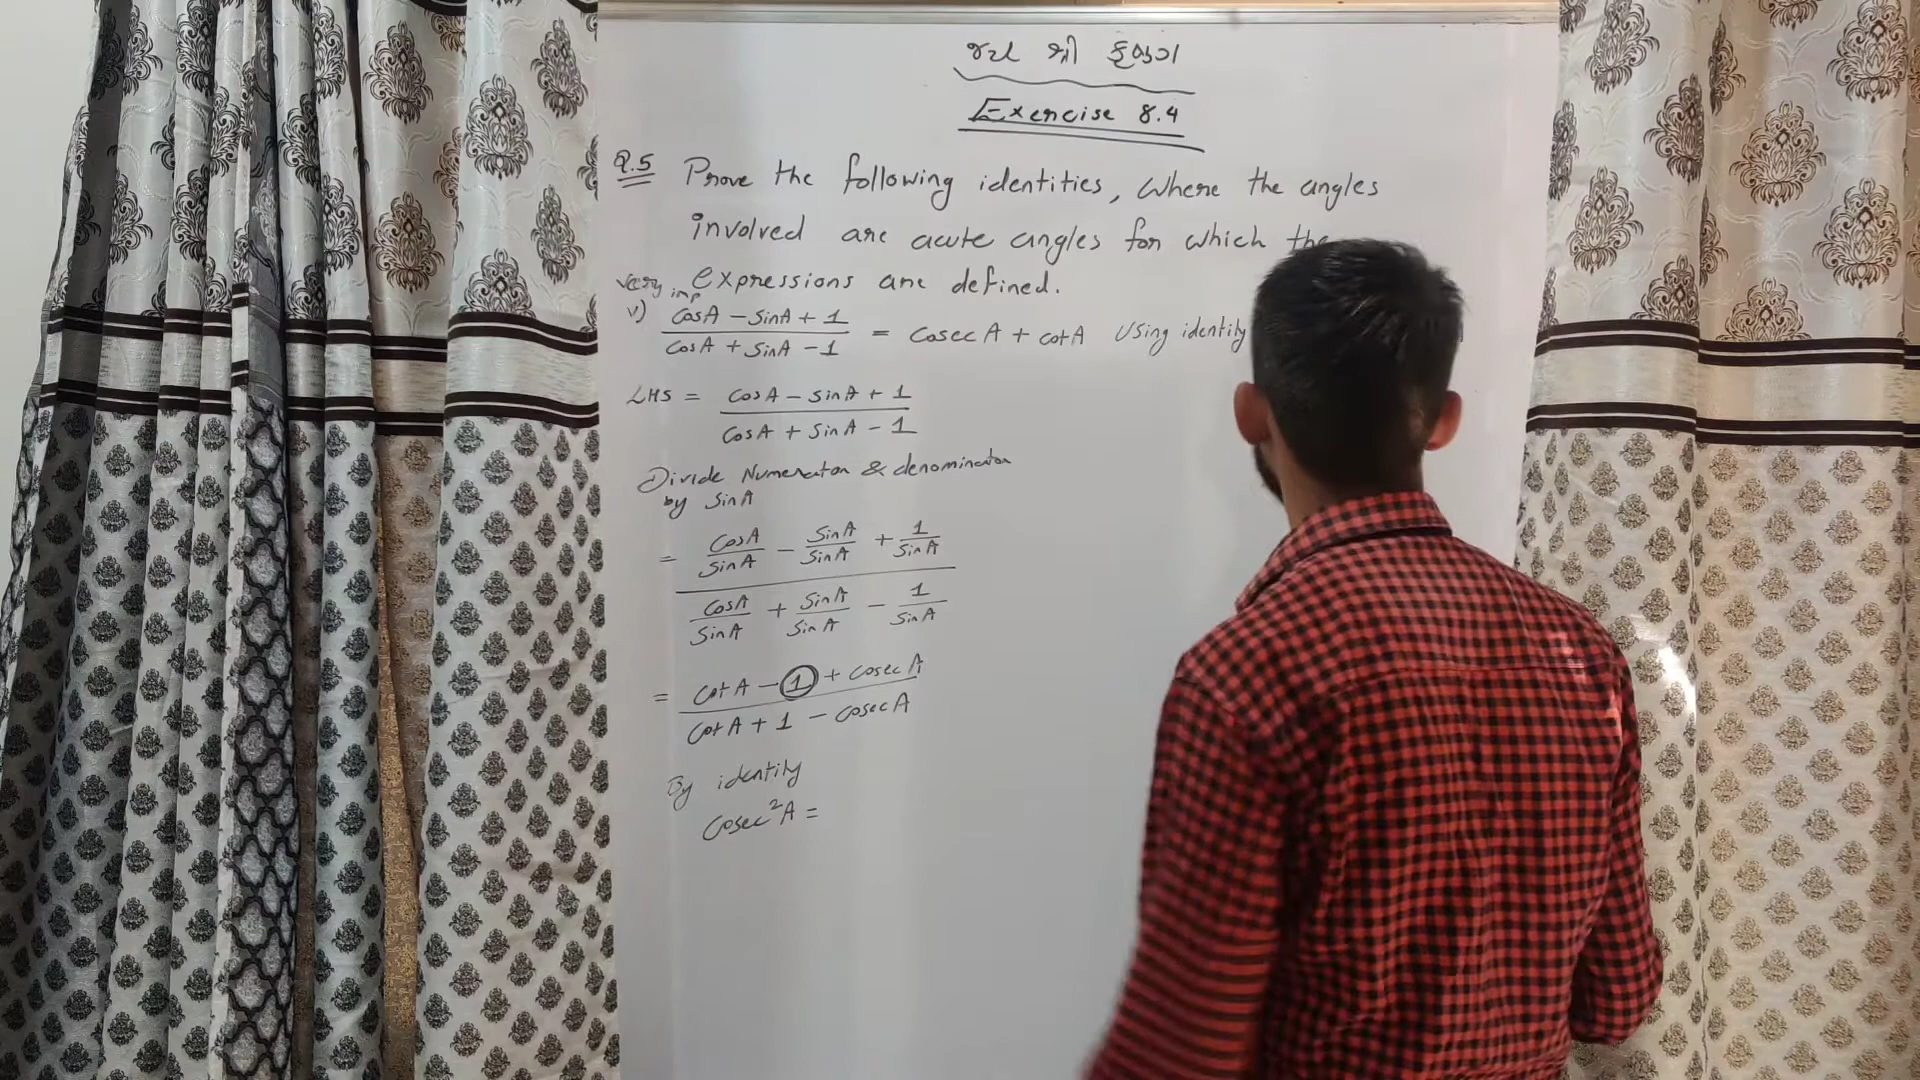 જય શ્રી કૃષ્ણ
Exercise 8.4
Q.5 Prove the following identities, where the angles
involved are acute angles for which the
expressions are defined.
very imp
v) (cosA - sinA + 1) / (cosA + sinA - 1) = cosec A + cot A Using identity
LHS = (cosA - sinA + 1) / (cosA + sinA - 1)
Divide Numerator & denominator
by sinA
= (cosA/sinA - sinA/sinA + 1/sinA) / (cosA/sinA + sinA/sinA - 1/sinA)
= (cot A - 1 + cosec A) / (cot A + 1 - cosec A)
By identity
cosec²A =